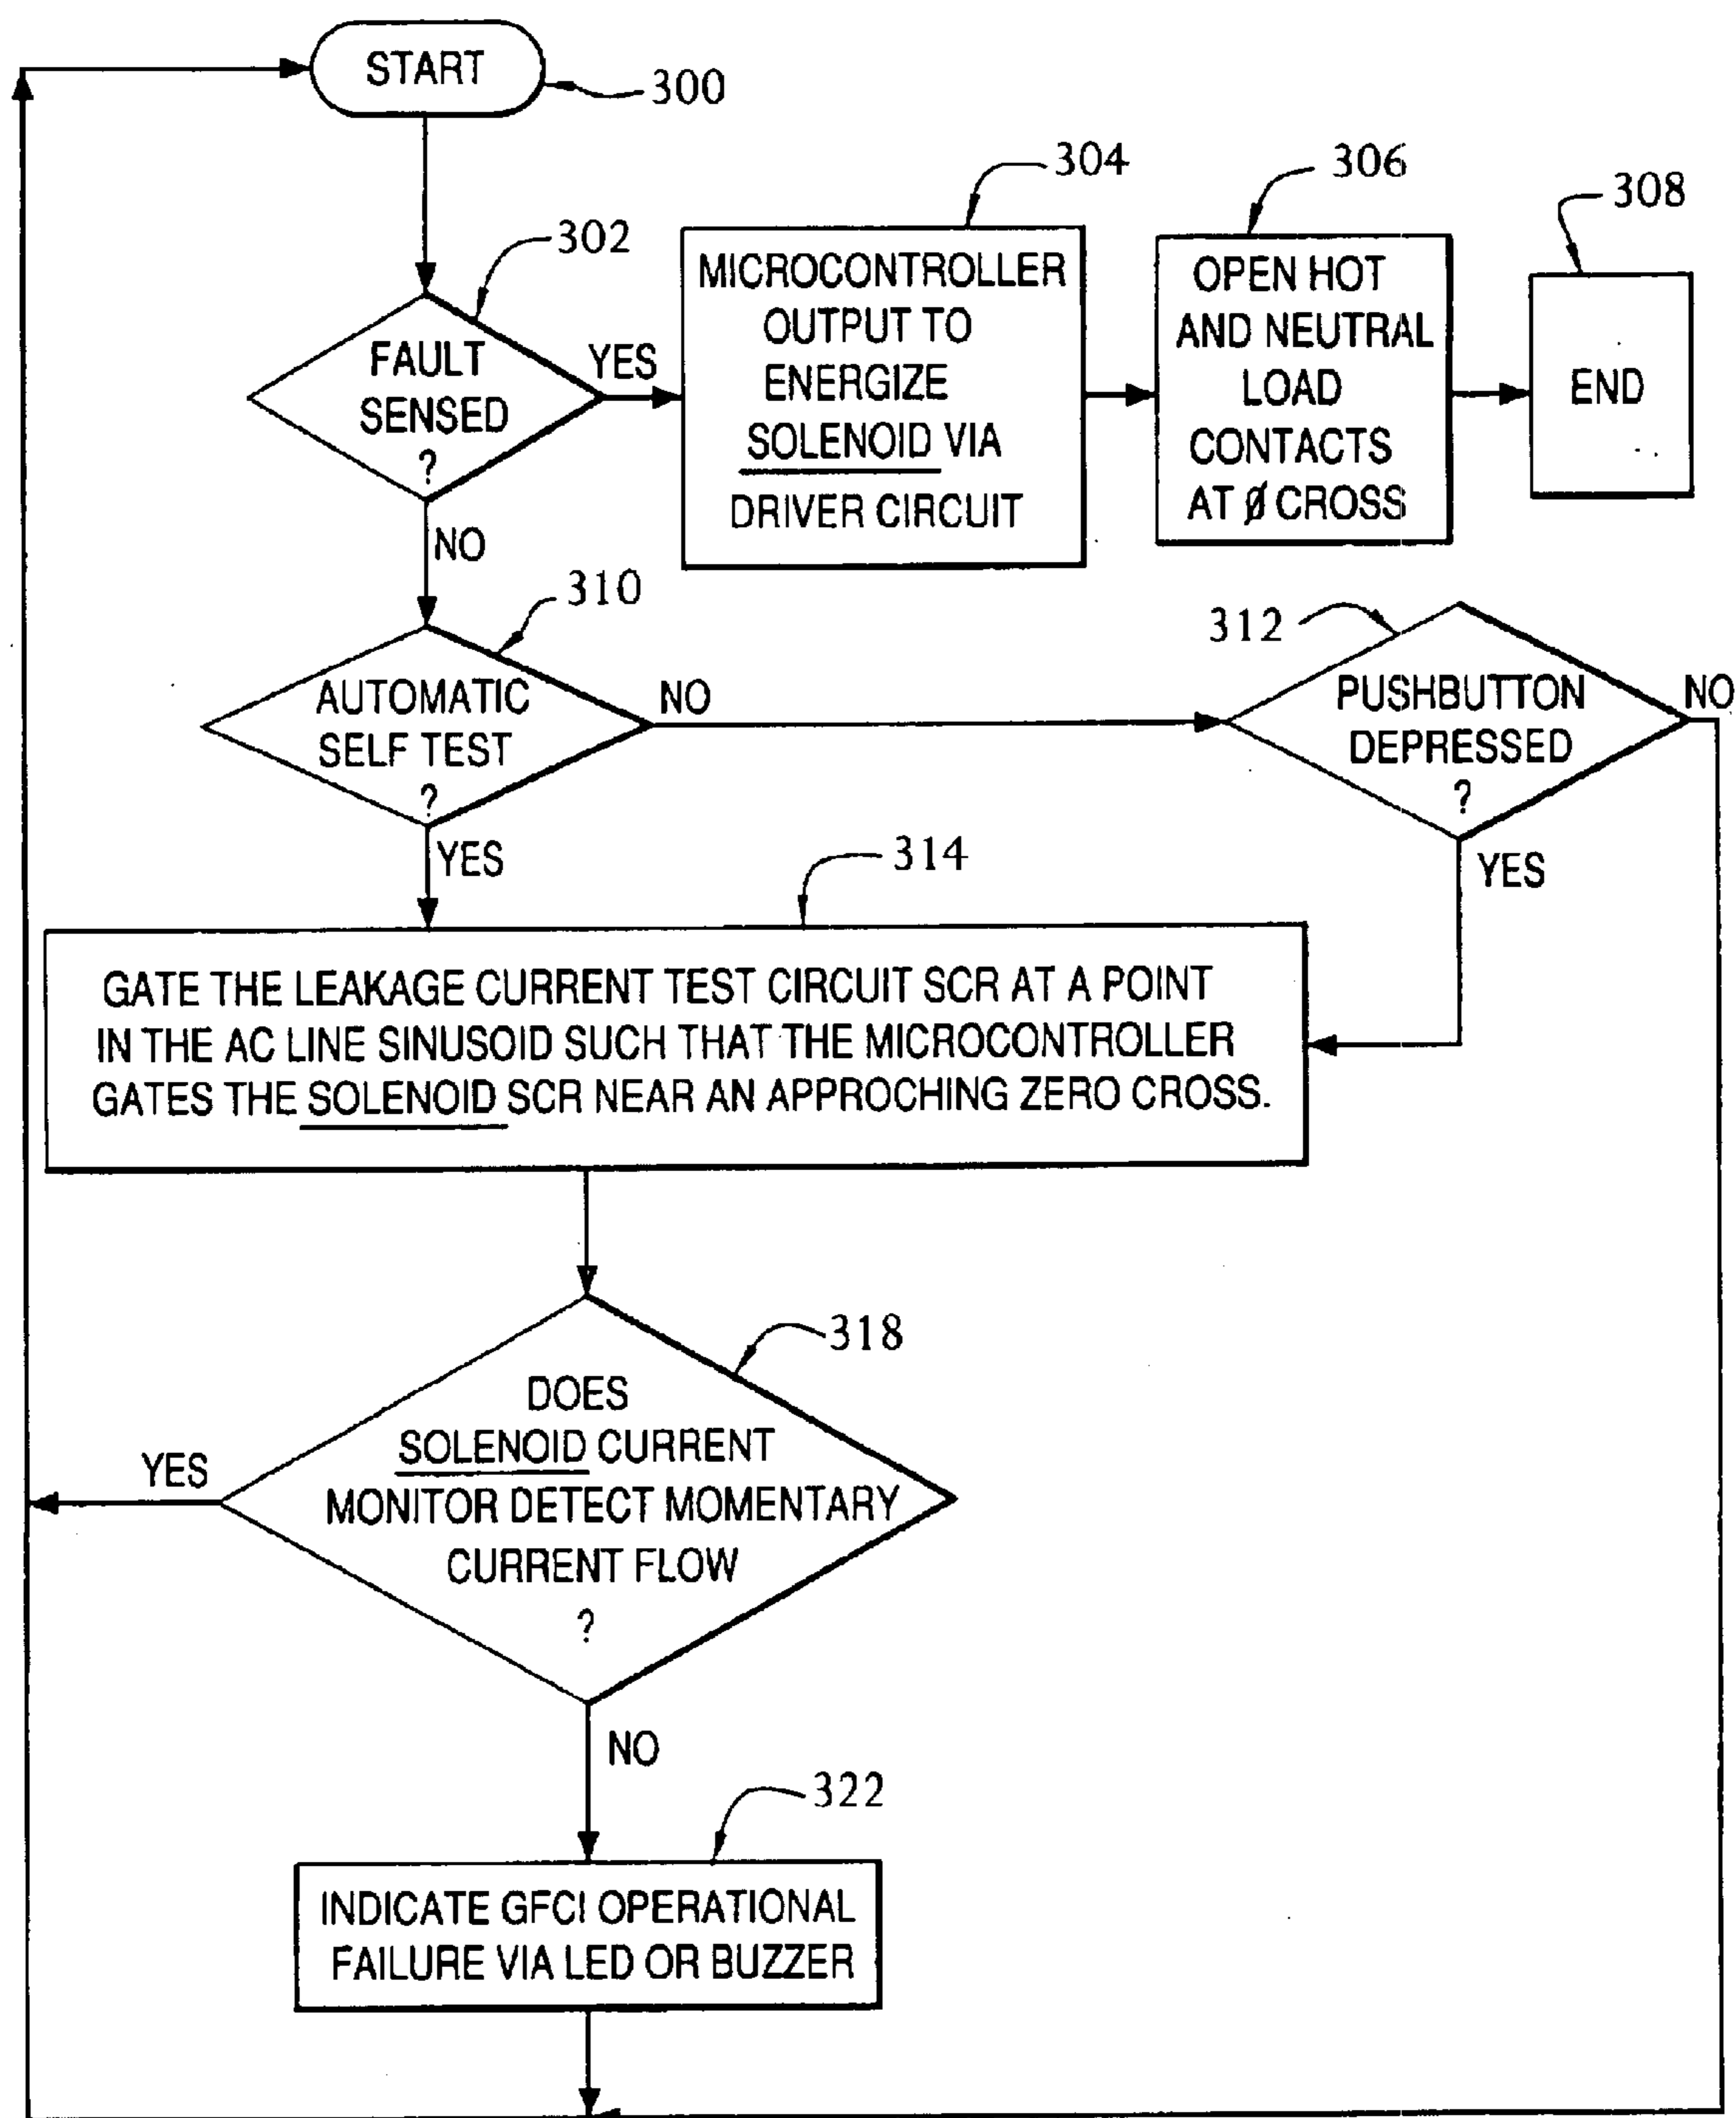 START
300
302
304
306
308
FAULT
SENSED
?
YES
NO
MICROCONTROLLER
OUTPUT TO
ENERGIZE
SOLENOID VIA
DRIVER CIRCUIT
OPEN HOT
AND NEUTRAL
LOAD
CONTACTS
AT Ø CROSS
END
310
AUTOMATIC
SELF TEST
?
NO
YES
312
PUSHBUTTON
DEPRESSED
?
NO
YES
314
GATE THE LEAKAGE CURRENT TEST CIRCUIT SCR AT A POINT
IN THE AC LINE SINUSOID SUCH THAT THE MICROCONTROLLER
GATES THE SOLENOID SCR NEAR AN APPROCHING ZERO CROSS.
318
DOES
SOLENOID CURRENT
MONITOR DETECT MOMENTARY
CURRENT FLOW
?
YES
NO
322
INDICATE GFCI OPERATIONAL
FAILURE VIA LED OR BUZZER